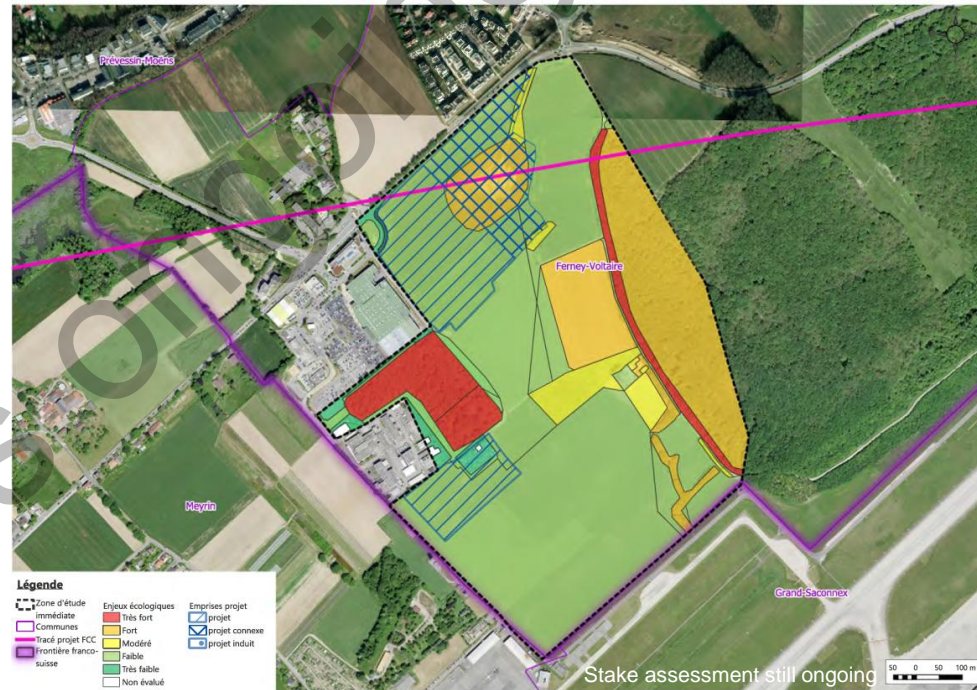 Prévessin-Moëns
Ferney-Voltaire
Meyrin
Grand-Saconnex
Légende
Zone d'étude
immédiate
Communes
Tracé projet FCC
Frontière franco-
suisse
Enjeux écologiques
Très fort
Fort
Modéré
Faible
Très faible
Non évalué
Emprises projet
projet
projet connexe
projet induit
Stake assessment still ongoing
50 0 50 100 m